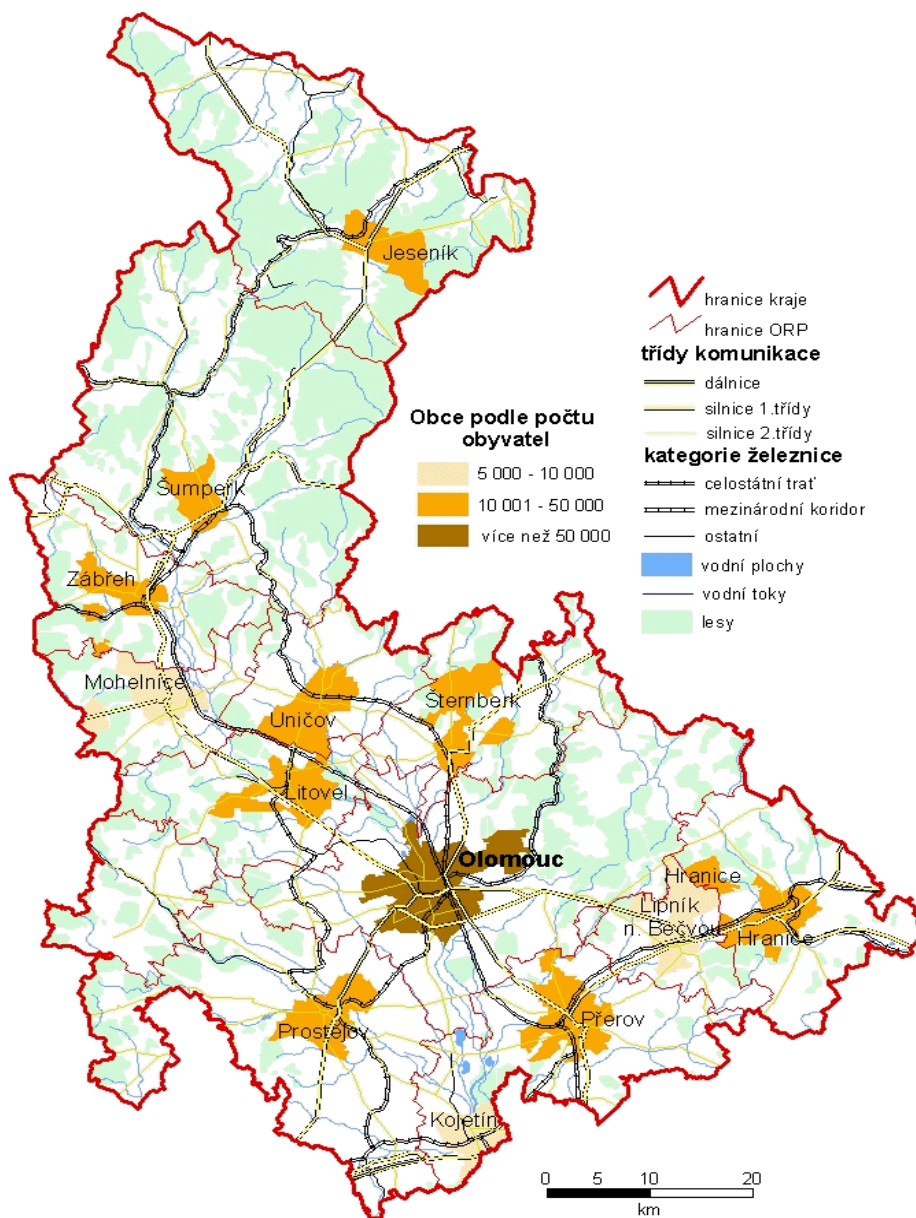 Jeseník
hranice kraje
hranice ORP
třídy komunikace
dálnice
silnice 1.třídy
silnice 2.třídy
kategorie železnice
celostátní trať
mezinárodní koridor
ostatní
vodní plochy
vodní toky
lesy
Obce podle počtu
obyvatel
5 000 - 10 000
10 001 - 50 000
více než 50 000
Šumperk
Zábřeh
Mohelnice
Uničov
Šternberk
Litovel
Olomouc
Hranice
Lipník
n. Bečvou
Hranice
Prostějov
Přerov
Kojetín
0 5 10 20
km